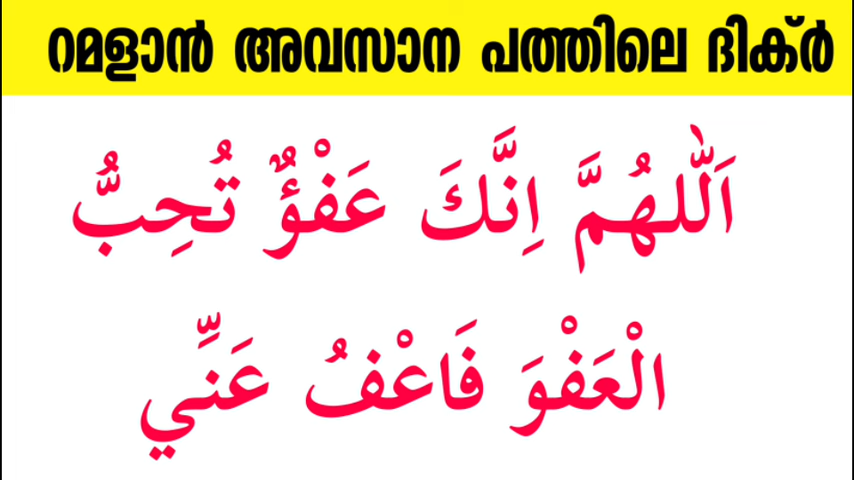 റമളാൻ അവസാന പത്തിലെ ദിക്ർ
اَللّٰهُمَّ اِنَّكَ عَفْوٌ تُحِبُّ
الْعَفْوَ فَاعْفُ عَنِّي